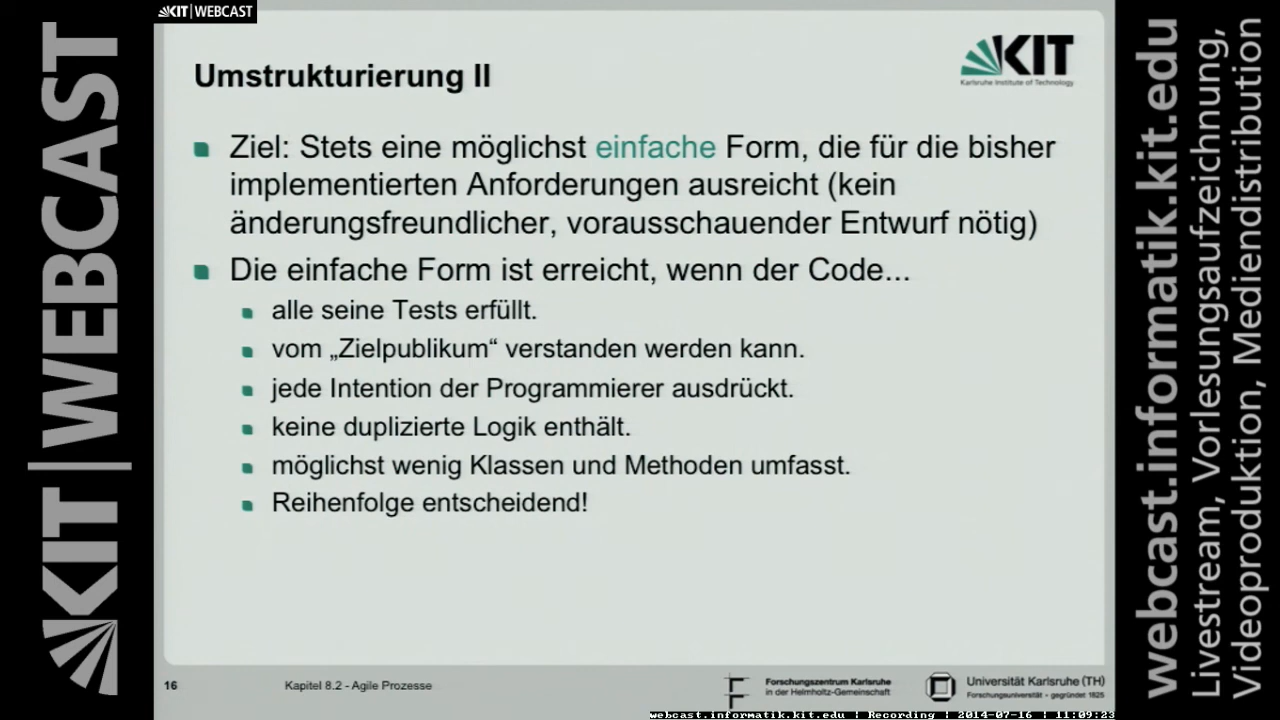 KIT | WEBCAST
KIT | WEBCAST
Umstrukturierung II
KIT
Karlsruhe Institute of Technology
Ziel: Stets eine möglichst einfache Form, die für die bisher
implementierten Anforderungen ausreicht (kein
änderungsfreundlicher, vorausschauender Entwurf nötig)
Die einfache Form ist erreicht, wenn der Code...
alle seine Tests erfüllt.
vom „Zielpublikum“ verstanden werden kann.
jede Intention der Programmierer ausdrückt.
keine duplizierte Logik enthält.
möglichst wenig Klassen und Methoden umfasst.
Reihenfolge entscheidend!
16
Kapitel 8.2 - Agile Prozesse
Forschungszentrum Karlsruhe
in der Helmholtz-Gemeinschaft
Universität Karlsruhe (TH)
Forschungsuniversität - gegründet 1825
webcast.informatik.kit.edu | Recording | 2014-07-16 | 11:09:23
webcast.informatik.kit.edu
Livestream, Vorlesungsaufzeichnung,
Videoproduktion, Mediendistribution